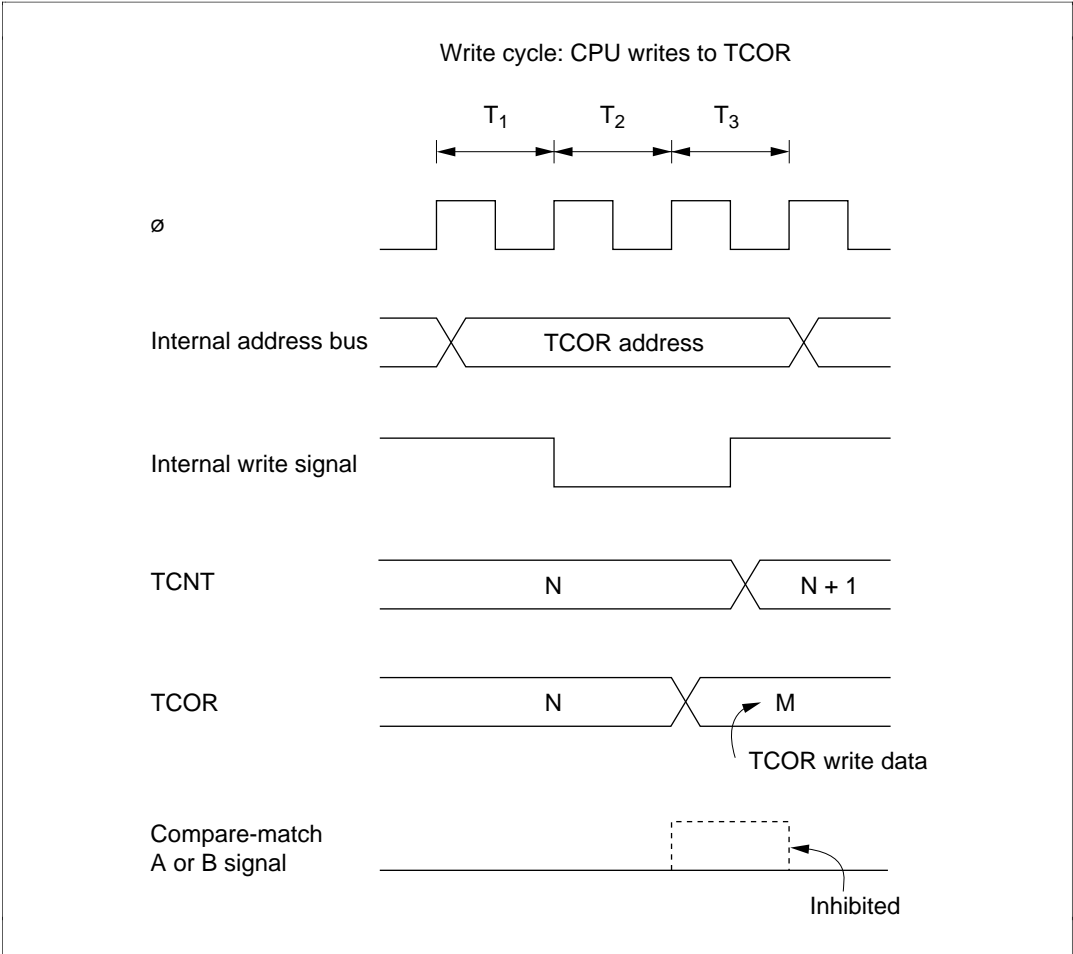 Write cycle: CPU writes to TCOR
T1 T2 T3
ø
Internal address bus
TCOR address
Internal write signal
TCNT
N
N + 1
TCOR
N
M
TCOR write data
Compare-match
A or B signal
Inhibited